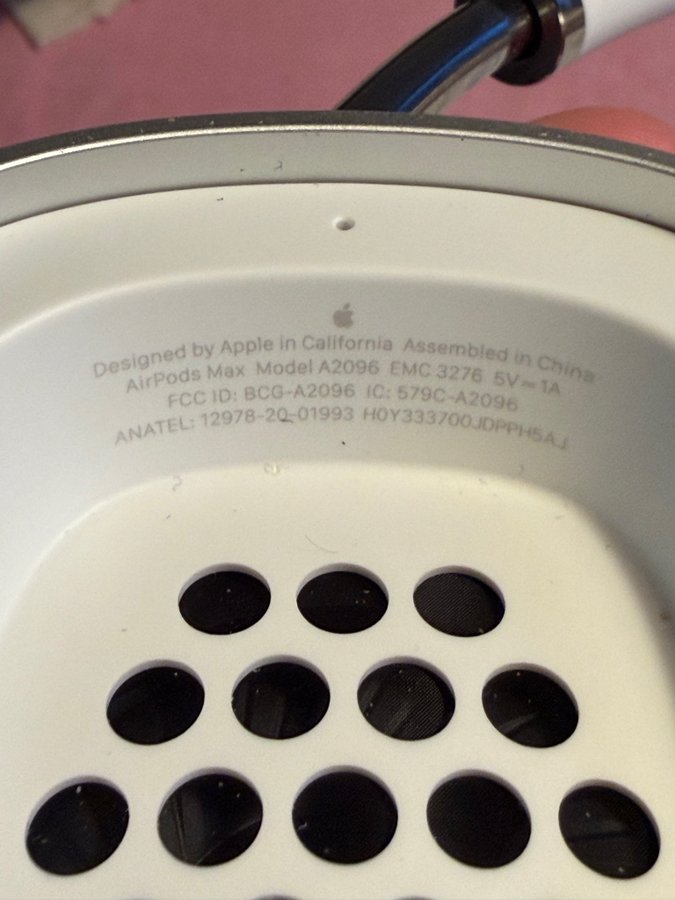 Designed by Apple in California Assembled in China
AirPods Max Model A2096 EMC 3276 5V⎓1A
FCC ID: BCG-A2096 IC: 579C-A2096
ANATEL: 12978-20-01993 H0Y333700JDPPH5AJ